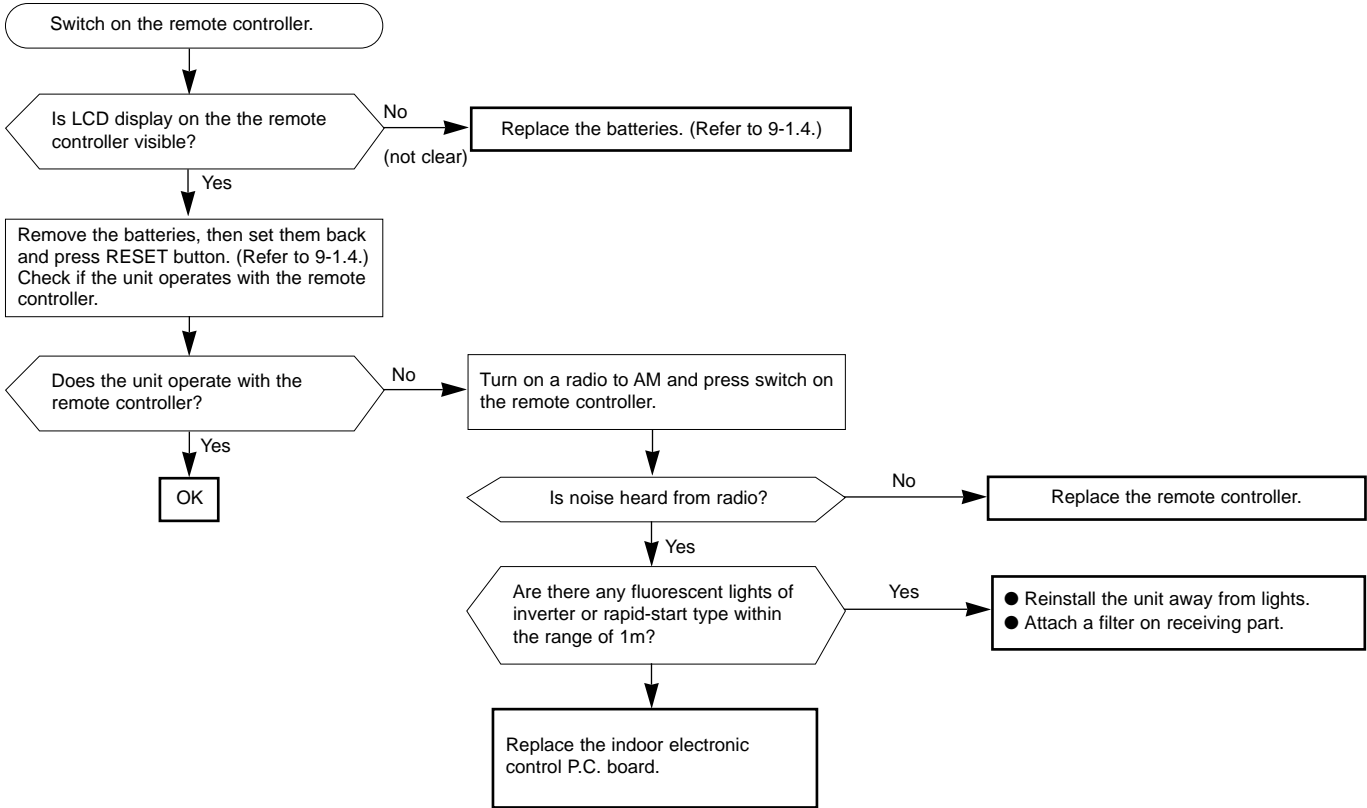 Switch on the remote controller.
Is LCD display on the the remote
controller visible?
No
(not clear)
Replace the batteries. (Refer to 9-1.4.)
Yes
Remove the batteries, then set them back
and press RESET button. (Refer to 9-1.4.)
Check if the unit operates with the remote
controller.
Does the unit operate with the
remote controller?
No
Turn on a radio to AM and press switch on
the remote controller.
Yes
OK
Is noise heard from radio?
No
Replace the remote controller.
Yes
Are there any fluorescent lights of
inverter or rapid-start type within
the range of 1m?
Yes
● Reinstall the unit away from lights.
● Attach a filter on receiving part.
Replace the indoor electronic
control P.C. board.